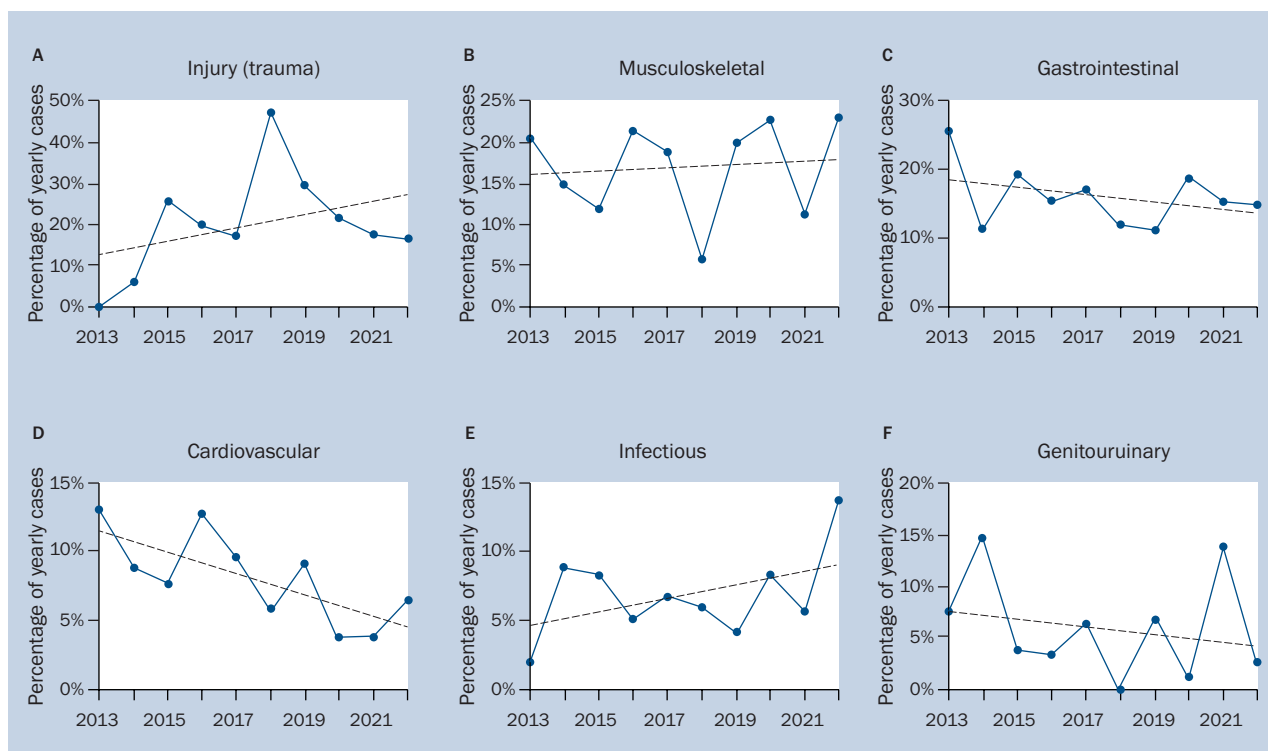 A
Injury (trauma)
Percentage of yearly cases
50%
40%
30%
20%
10%
0%
2013 2015 2017 2019 2021
B
Musculoskeletal
Percentage of yearly cases
25%
20%
15%
10%
5%
0%
2013 2015 2017 2019 2021
C
Gastrointestinal
Percentage of yearly cases
30%
20%
10%
0%
2013 2015 2017 2019 2021
D
Cardiovascular
Percentage of yearly cases
15%
10%
5%
0%
2013 2015 2017 2019 2021
E
Infectious
Percentage of yearly cases
15%
10%
5%
0%
2013 2015 2017 2019 2021
F
Genitouruinary
Percentage of yearly cases
20%
15%
10%
5%
0%
2013 2015 2017 2019 2021